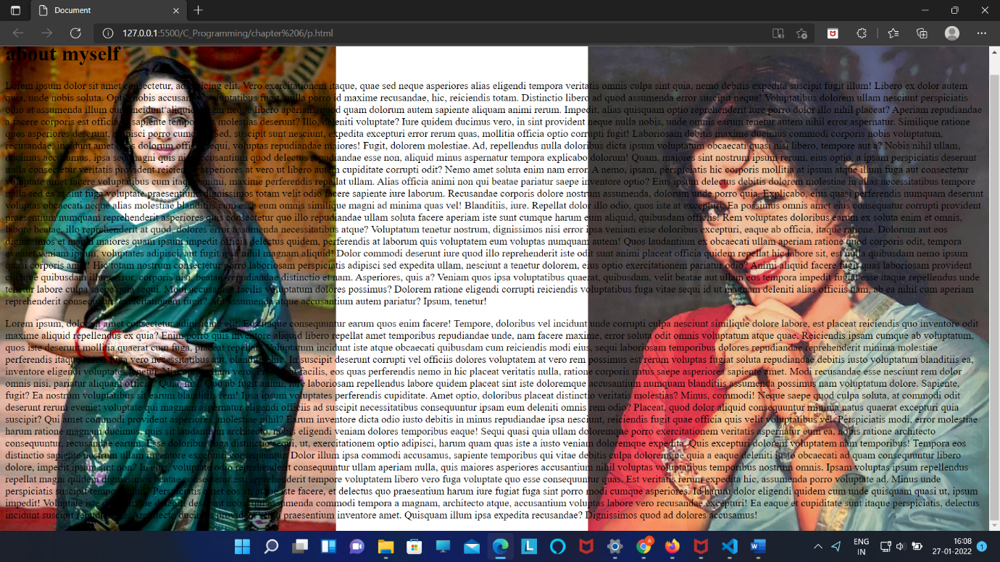 Document
127.0.0.1:5500/C_Programming/chapter%206/p.html
about myself
Lorem ipsum dolor sit amet consectetur, adipisicing elit. Vero exercitationem itaque, quae sed neque asperiores alias eligendi tempora veritatis omnis culpa sint quia, nemo debitis expedita suscipit fugit illum! Libero ex dolor autem
quia, unde nobis soluta. Optio nobis accusamus voluptatibus fugit nulla porro id maxime recusandae, hic, reiciendis totam. Distinctio libero ad quod assumenda error suscipit neque! Voluptatibus dolorem ullam nesciunt perspiciatis
odio at assumenda illum cum incidunt aliquid magni neque libero aperiam, quod quam dolorum autem sapiente aliquam animi rerum. Impedit, alias quisquam optio reprehenderit iure porro dolor illo nihil placeat? Aperiam repudiandae
a facere corporis est officia sapiente molestias deserunt? Illo, deleniti voluptate? Iure quidem ducimus vero, in sint provident neque nulla nobis, unde omnis earum tenetur autem nihil error aspernatur. Similique ratione
quos asperiores deserunt, adipisci porro cumque Sed, suscipit sunt nesciunt, expedita excepturi error rerum quas, mollitia officia optio corrupti fugit! Laboriosam debitis maxime ducimus commodi corporis nobis voluptatum,
recusandae, incidunt amet quas dolorum officia sequi, voluptas repudiandae maiores! Fugit, dolorem molestiae. Ad, repellendus nulla doloribus dicta ipsum voluptatum obcaecati quasi nisi libero, tempore aut a? Nobis nihil ullam,
ducimus accusamus, ipsa sed magni quis nisi accusantium quod delectus repudiandae esse non, aliquid minus aspernatur tempora explicabo dolorum! Quo maiores sint nostrum ipsum rerum, eius optio, a ipsum perspiciatis deserunt
nulla consectetur veritatis provident reiciendis asperiores at vero ut libero autem cupiditate corrupti odit? Nemo amet soluta enim nam error. A nemo, ipsam, perspiciatis hic corporis mollitia at ipsum atque illum fuga aut consectetur
voluptate amet facere voluptatibus cum itaque animi, maxime perferendis repellat ullam. Alias officia animi non qui beatae pariatur saepe inventore optio? Eius ipsum delectus debitis dolorem molestiae in alias necessitatibus tempore
nulla sed ea at sint fuga voluptate praesentium dignissimos totam velit odio facere sapiente iure laborum. Recusandae corporis dolore nostrum assumenda, dolorum unde porro quia. Explicabo, eius quasi perferendis numquam deserunt
voluptas obcaecati neque alias molestiae blanditiis cum esse eum omnis similique magni ad minima quas vel! Blanditiis, iure. Repellat dolor illo odio, quos iste at excepturi. Ea possimus omnis amet eius consequatur corrupti provident
praesentium numquam reprehenderit asperiores quis consectetur quo illo repudiandae ullam soluta facere aperiam iste sunt cumque harum eum aliquid, quibusdam officiis! Rem voluptates doloribus earum ex soluta enim et omnis,
labore beatae, illo reprehenderit at quod, dolores error assumenda necessitatibus atque? Voluptatum tenetur nostrum, dignissimos nisi error ipsa veniam esse doloribus excepturi, eaque ab officia, itaque ratione. Dolorum aut eos
dignissimos et magni maiores quam ipsum impedit officia delectus quidem, perferendis at laborum quis voluptatem eum voluptas numquam autem! Quos laudantium ex obcaecati ullam aperiam ratione quod corporis odit, tempora
eveniet veniam ipsum, voluptates adipisci, aut fugit ipsa nihil magnam aliquid! Dolor commodi deserunt iure quod illo reprehenderit iste odit sunt animi placeat officia quidem repellat hic labore sit, est nulla quibusdam nemo ipsum
quasi corporis amet! Hic totam nostrum consectetur porro laboriosam perspiciatis adipisci sed expedita ullam, nesciunt a tenetur dolorem, eius optio exercitationem pariatur odio? Animi aliquid facere fugit quas laboriosam provident
cumque quibusdam illum error, corporis nisi, beatae repudiandae distinctio et nam. Asperiores, quis a? Veniam quos ipsa voluptatibus quaerat, quibusdam, velit beatae aut ullam eos tempora impedit fugiat esse itaque repellendus unde
tenetur labore culpa saepe quia sequi. Modi accusamus facilis voluptatum dolores possimus? Dolorem ratione eligendi corrupti reiciendis voluptatibus fuga vitae sequi id ut magnam deleniti alias officiis nam, ab ea nihil cum aperiam
reprehenderit consequatur exercitationem fugit? Aut assumenda atque accusantium autem pariatur? Ipsum, tenetur!
Lorem ipsum, dolor sit amet consectetur adipisicing elit. Eos itaque consequuntur earum quos enim facere! Tempore, doloribus vel incidunt unde corrupti culpa nesciunt similique dolore labore, est placeat reiciendis quo inventore odit
maxime aliquid repellendus ex quia? Enim porro quis inventore aliquid libero repellat amet temporibus repudiandae unde, nam facere maxime, error soluta odit omnis voluptatum atque quae. Reiciendis ipsam cumque ab voluptatum,
quos iste deserunt mollitia quaerat cum fuga, placeat repellat voluptatum incidunt iste atque obcaecati quibusdam cum reiciendis modi eius, sequi laboriosam temporibus dolores repudiandae reprehenderit minima molestiae
perferendis itaque fuga vero necessitatibus aut, blanditiis hic. In suscipit deserunt corrupti vel officiis dolores voluptatem at vero rem possimus est rerum voluptas fugiat soluta repudiandae debitis iusto voluptatum blanditiis ea,
inventore eligendi voluptates tenetur. vero. facilis, eos quas perferendis nemo in hic placeat veritatis nulla, ratione corporis natus saepe asperiores sapiente amet. Modi recusandae esse nesciunt rem dolor
omnis nisi, pariatur aliquam officia? Quia, nisi. Quo ab fugit animi, iure laboriosam repellendus labore quidem placeat sint iste doloremque accusantium numquam blanditiis assumenda possimus nam voluptatum dolore. Sapiente,
fugit? Ea nostrum voluptatibus sit earum blanditiis rem! Ipsa ipsum voluptates perferendis cupiditate. Amet optio, doloribus placeat distinctio veritatis molestias? Minus, commodi! Neque saepe quod culpa soluta, at commodi odit
deserunt rerum eveniet voluptate qui magnam aspernatur eligendi officiis ad suscipit necessitatibus consequuntur ipsam eum deleniti omnis rem odio? Placeat, quod dolor aliquid consequuntur minima natus quaerat excepturi quia
suscipit? Qui amet commodi provident asperiores, molestiae nihil? Earum inventore dicta odio iusto debitis in minus repudiandae ipsa nesciunt, reiciendis fugit quae officia quis velit voluptatibus vel. Perspiciatis modi, error molestiae
harum ratione magnam ducimus, quis sit laudantium architecto, nobis eligendi veniam dolores temporibus eaque! Sequi quasi quia ullam doloremque porro exercitationem veritatis aspernatur eum ea, nobis ratione architecto
consequuntur, recusandae earum. Esse doloribus fuga distinctio sequi, ut, exercitationem optio adipisci, harum quam quas iste a iusto veniam doloremque expedita. Quis excepturi dolorem voluptatem nam temporibus! Tempora eos
distinctio sapiente nostrum ullam inventore excepturi consequuntur. Dolor illum ipsa commodi accusamus, sapiente temporibus qui vitae debitis culpa doloremque quia a eaque deleniti iusto obcaecati ad quam consequuntur libero
dolore, impedit ipsam sint non? In eius, voluptate odio reprehenderit consequuntur ullam aperiam nulla, quis maiores asperiores accusantium nihil voluptas voluptatibus temporibus nostrum omnis. Ipsam voluptas ipsum repellendus
repellat magni quidem dignissimos beatae consectetur est, reprehenderit tempore voluptatem libero vero fuga voluptate quo esse consequuntur quas. Est veritatis rerum expedita hic, assumenda porro voluptate ad. Minus unde
perspiciatis suscipit tempora Perspiciatis amet eos at, atque iste facere, et delectus quo praesentium harum iure fugiat fuga sint porro modi cumque asperiores. Id harum dolor eligendi quidem cum unde quisquam quasi ut, ipsum
impedit! Voluptate iste deleniti deserunt nobis assumenda commodi tempora a magnam, architecto atque, accusantium voluptas labore vero recusandae excepturi! Ea eaque et cupiditate sunt itaque perspiciatis, delectus
incidunt suscipit repudiandae. Architecto ducimus provident praesentium inventore amet. Quisquam illum ipsa expedita recusandae? Dignissimos quod ad dolores accusamus!
ENG
IN
16:08
27-01-2022
1